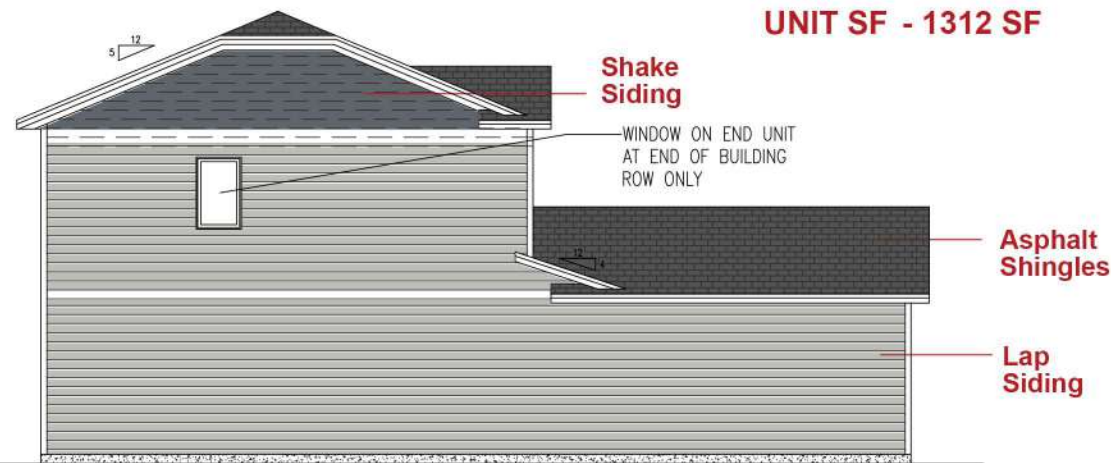 UNIT SF - 1312 SF
12
5
Shake
Siding
WINDOW ON END UNIT
AT END OF BUILDING
ROW ONLY
12
4
Asphalt
Shingles
Lap
Siding